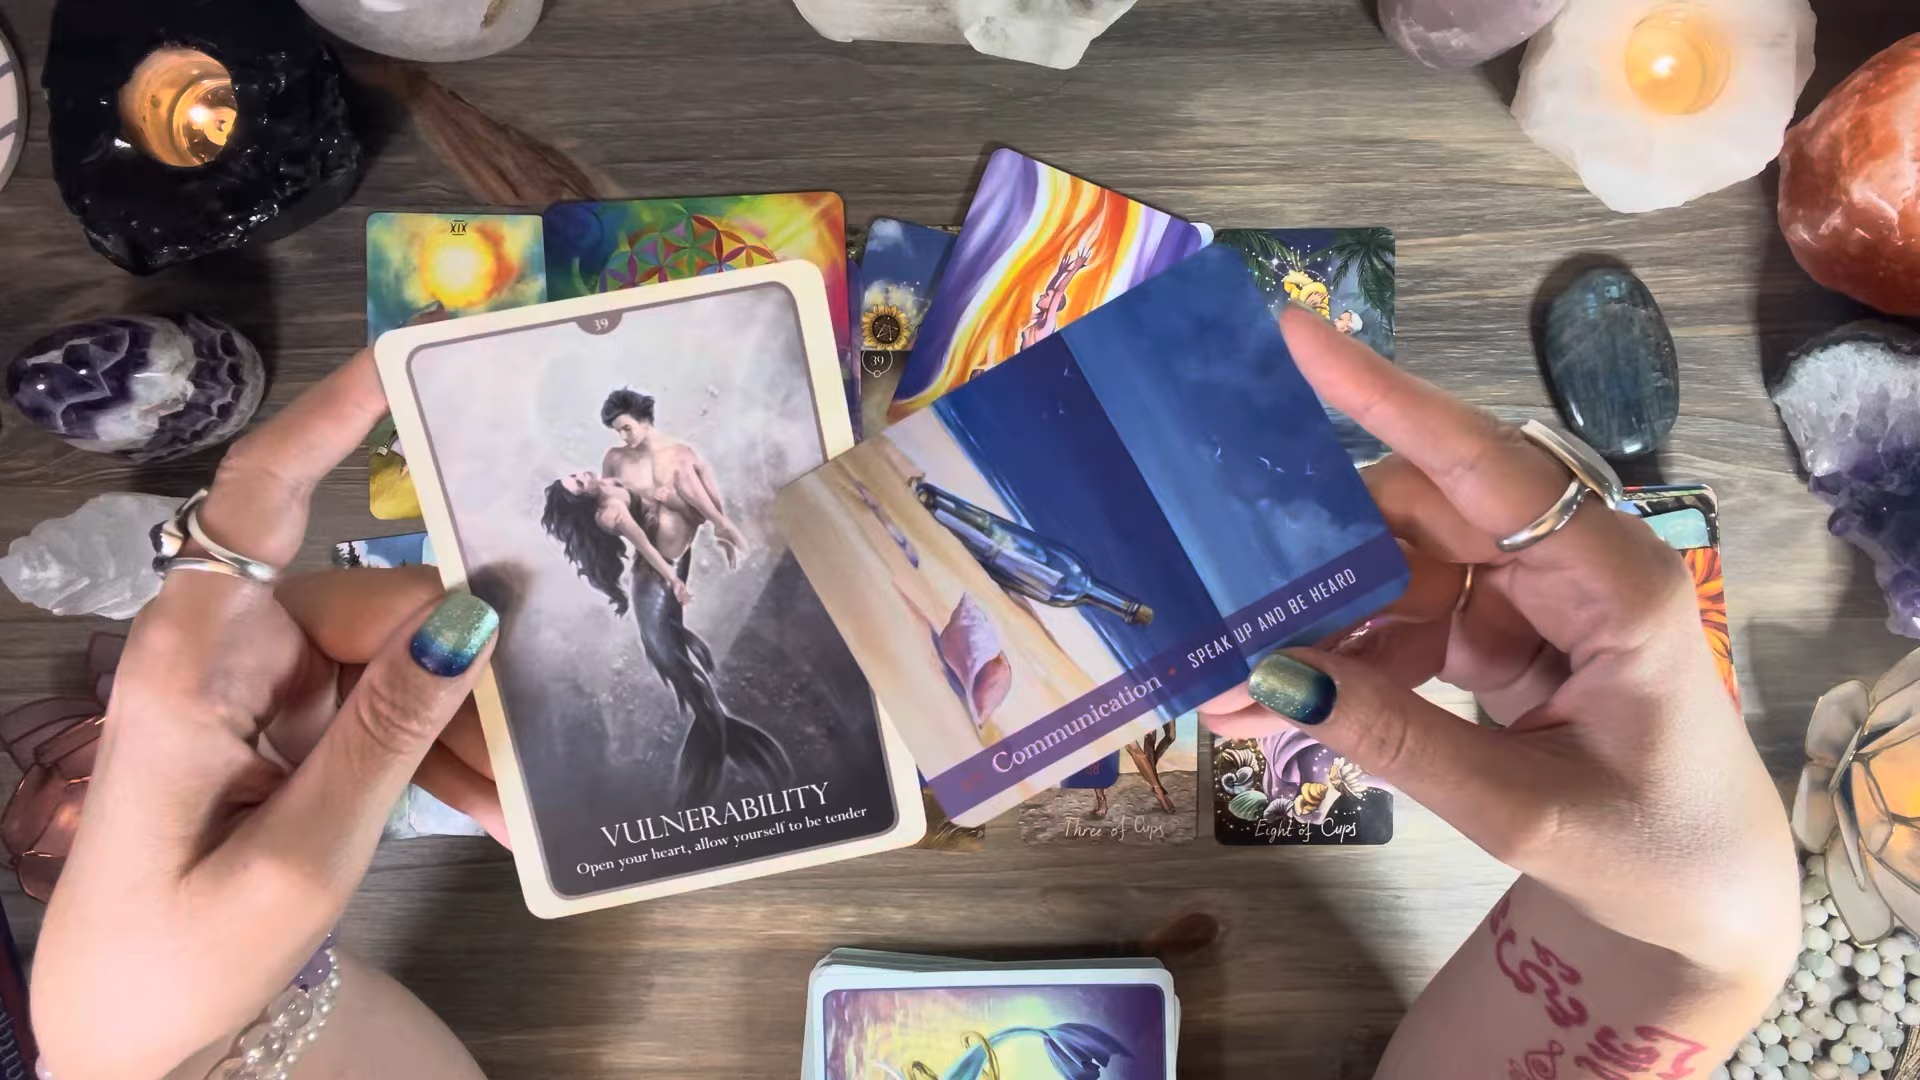 XIX
39
39
VULNERABILITY
Open your heart, allow yourself to be tender
Communication • SPEAK UP AND BE HEARD
Three of Cups
Eight of Cups